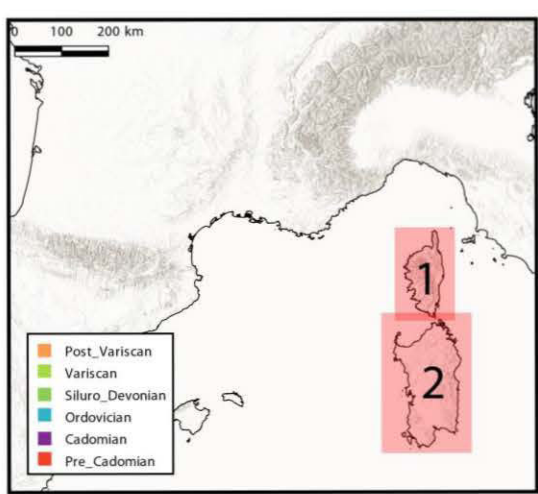 0 100 200 km
1
2
Post_Variscan
Variscan
Siluro_Devonian
Ordovician
Cadomian
Pre_Cadomian